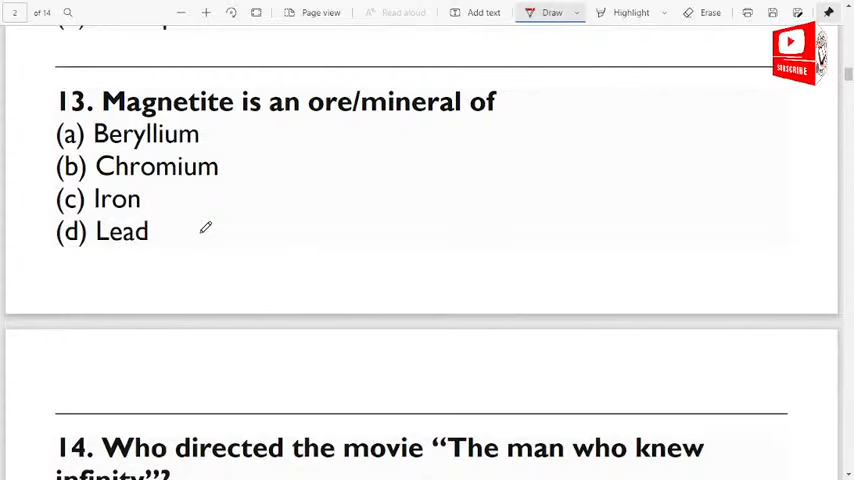 2 of 14 Page view Read aloud Add text Draw Highlight Erase
SUBSCRIBE
13. Magnetite is an ore/mineral of
(a) Beryllium
(b) Chromium
(c) Iron
(d) Lead
14. Who directed the movie “The man who knew
infinity”?